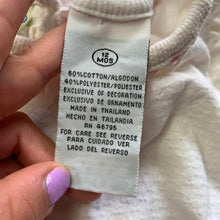 12
MOS
60%COTTON/ALGODON
40%POLYESTER/POLIESTER
EXCLUSIVE OF DECORATION
EXCLUSIVO DE ORNAMENTO
MADE IN THAILAND
HECHO EN TAILANDIA
RN 46795
FOR CARE SEE REVERSE
PARA CUIDADO VER
LADO DEL REVERSO